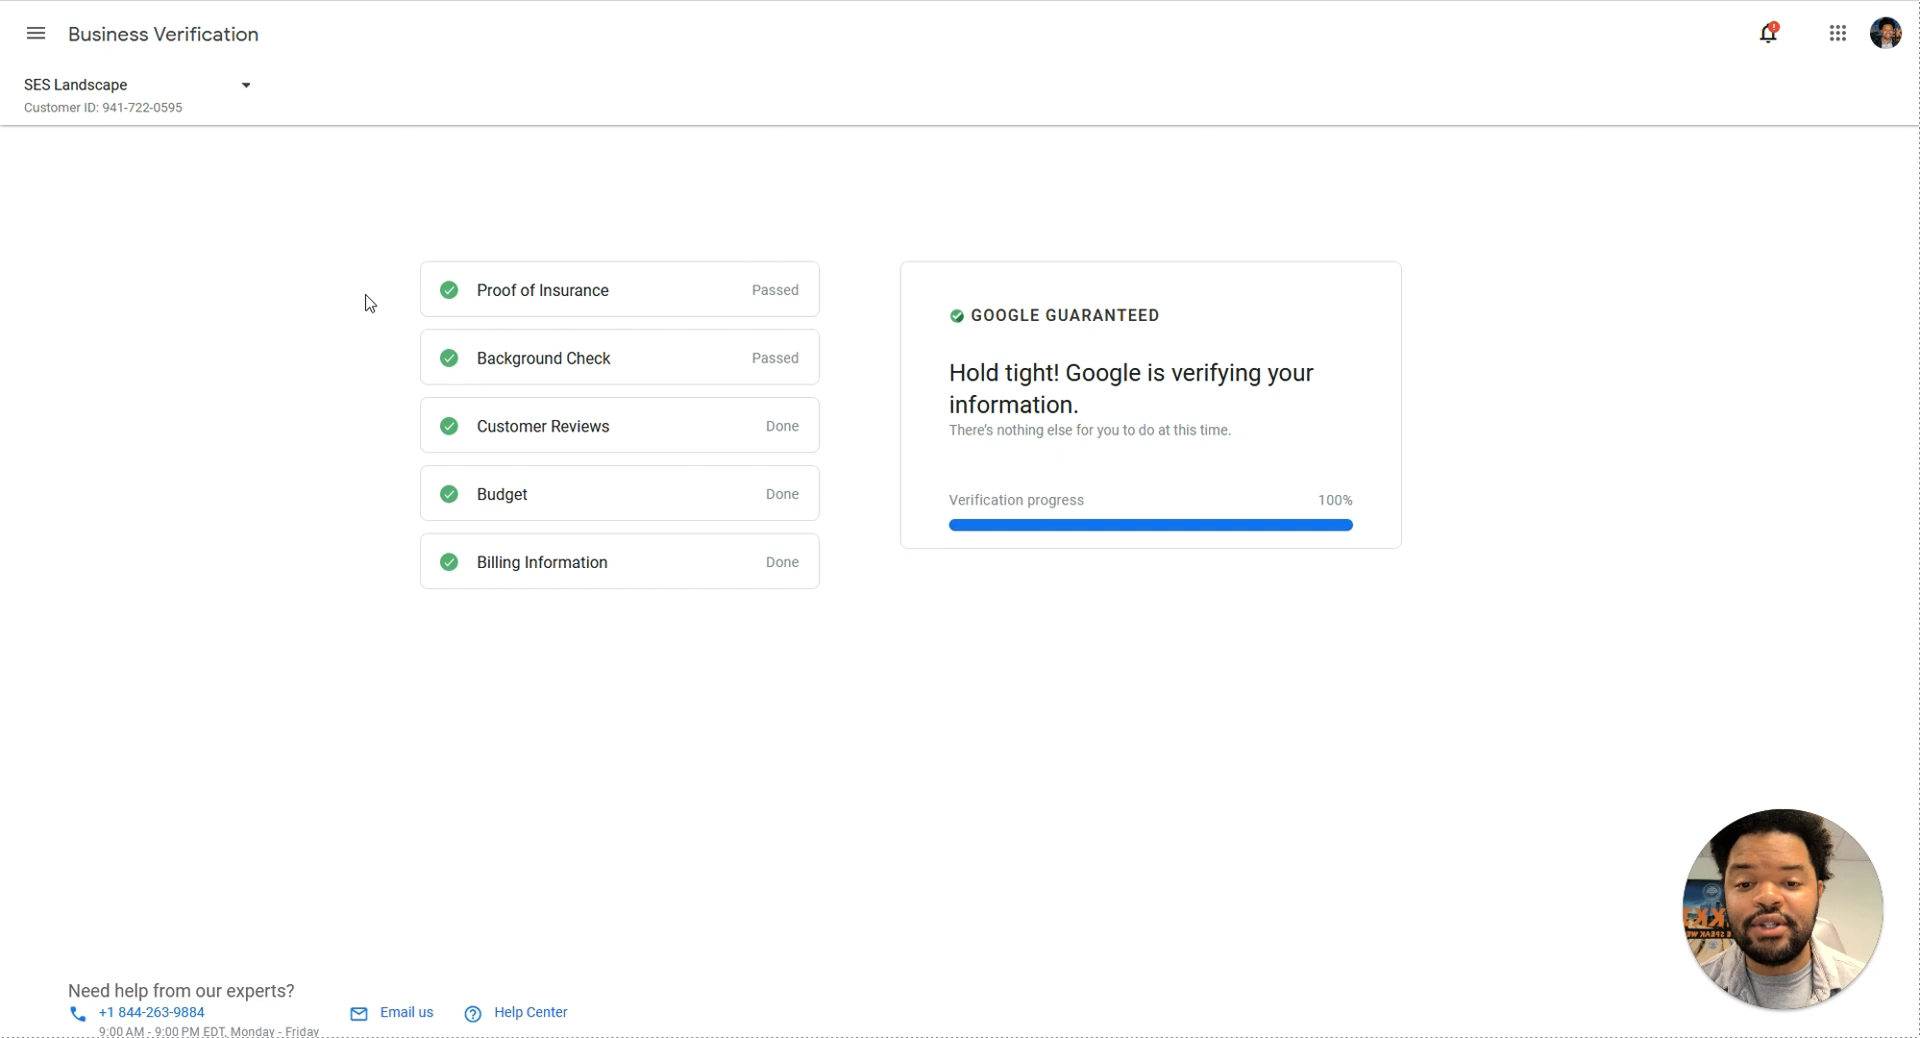 Business Verification
SES Landscape
Customer ID: 941-722-0595
Proof of Insurance Passed
Background Check Passed
Customer Reviews Done
Budget Done
Billing Information Done
GOOGLE GUARANTEED
Hold tight! Google is verifying your
information.
There's nothing else for you to do at this time.
Verification progress 100%
Need help from our experts?
+1 844-263-9884
9:00 AM - 9:00 PM EDT, Monday - Friday
Email us
Help Center